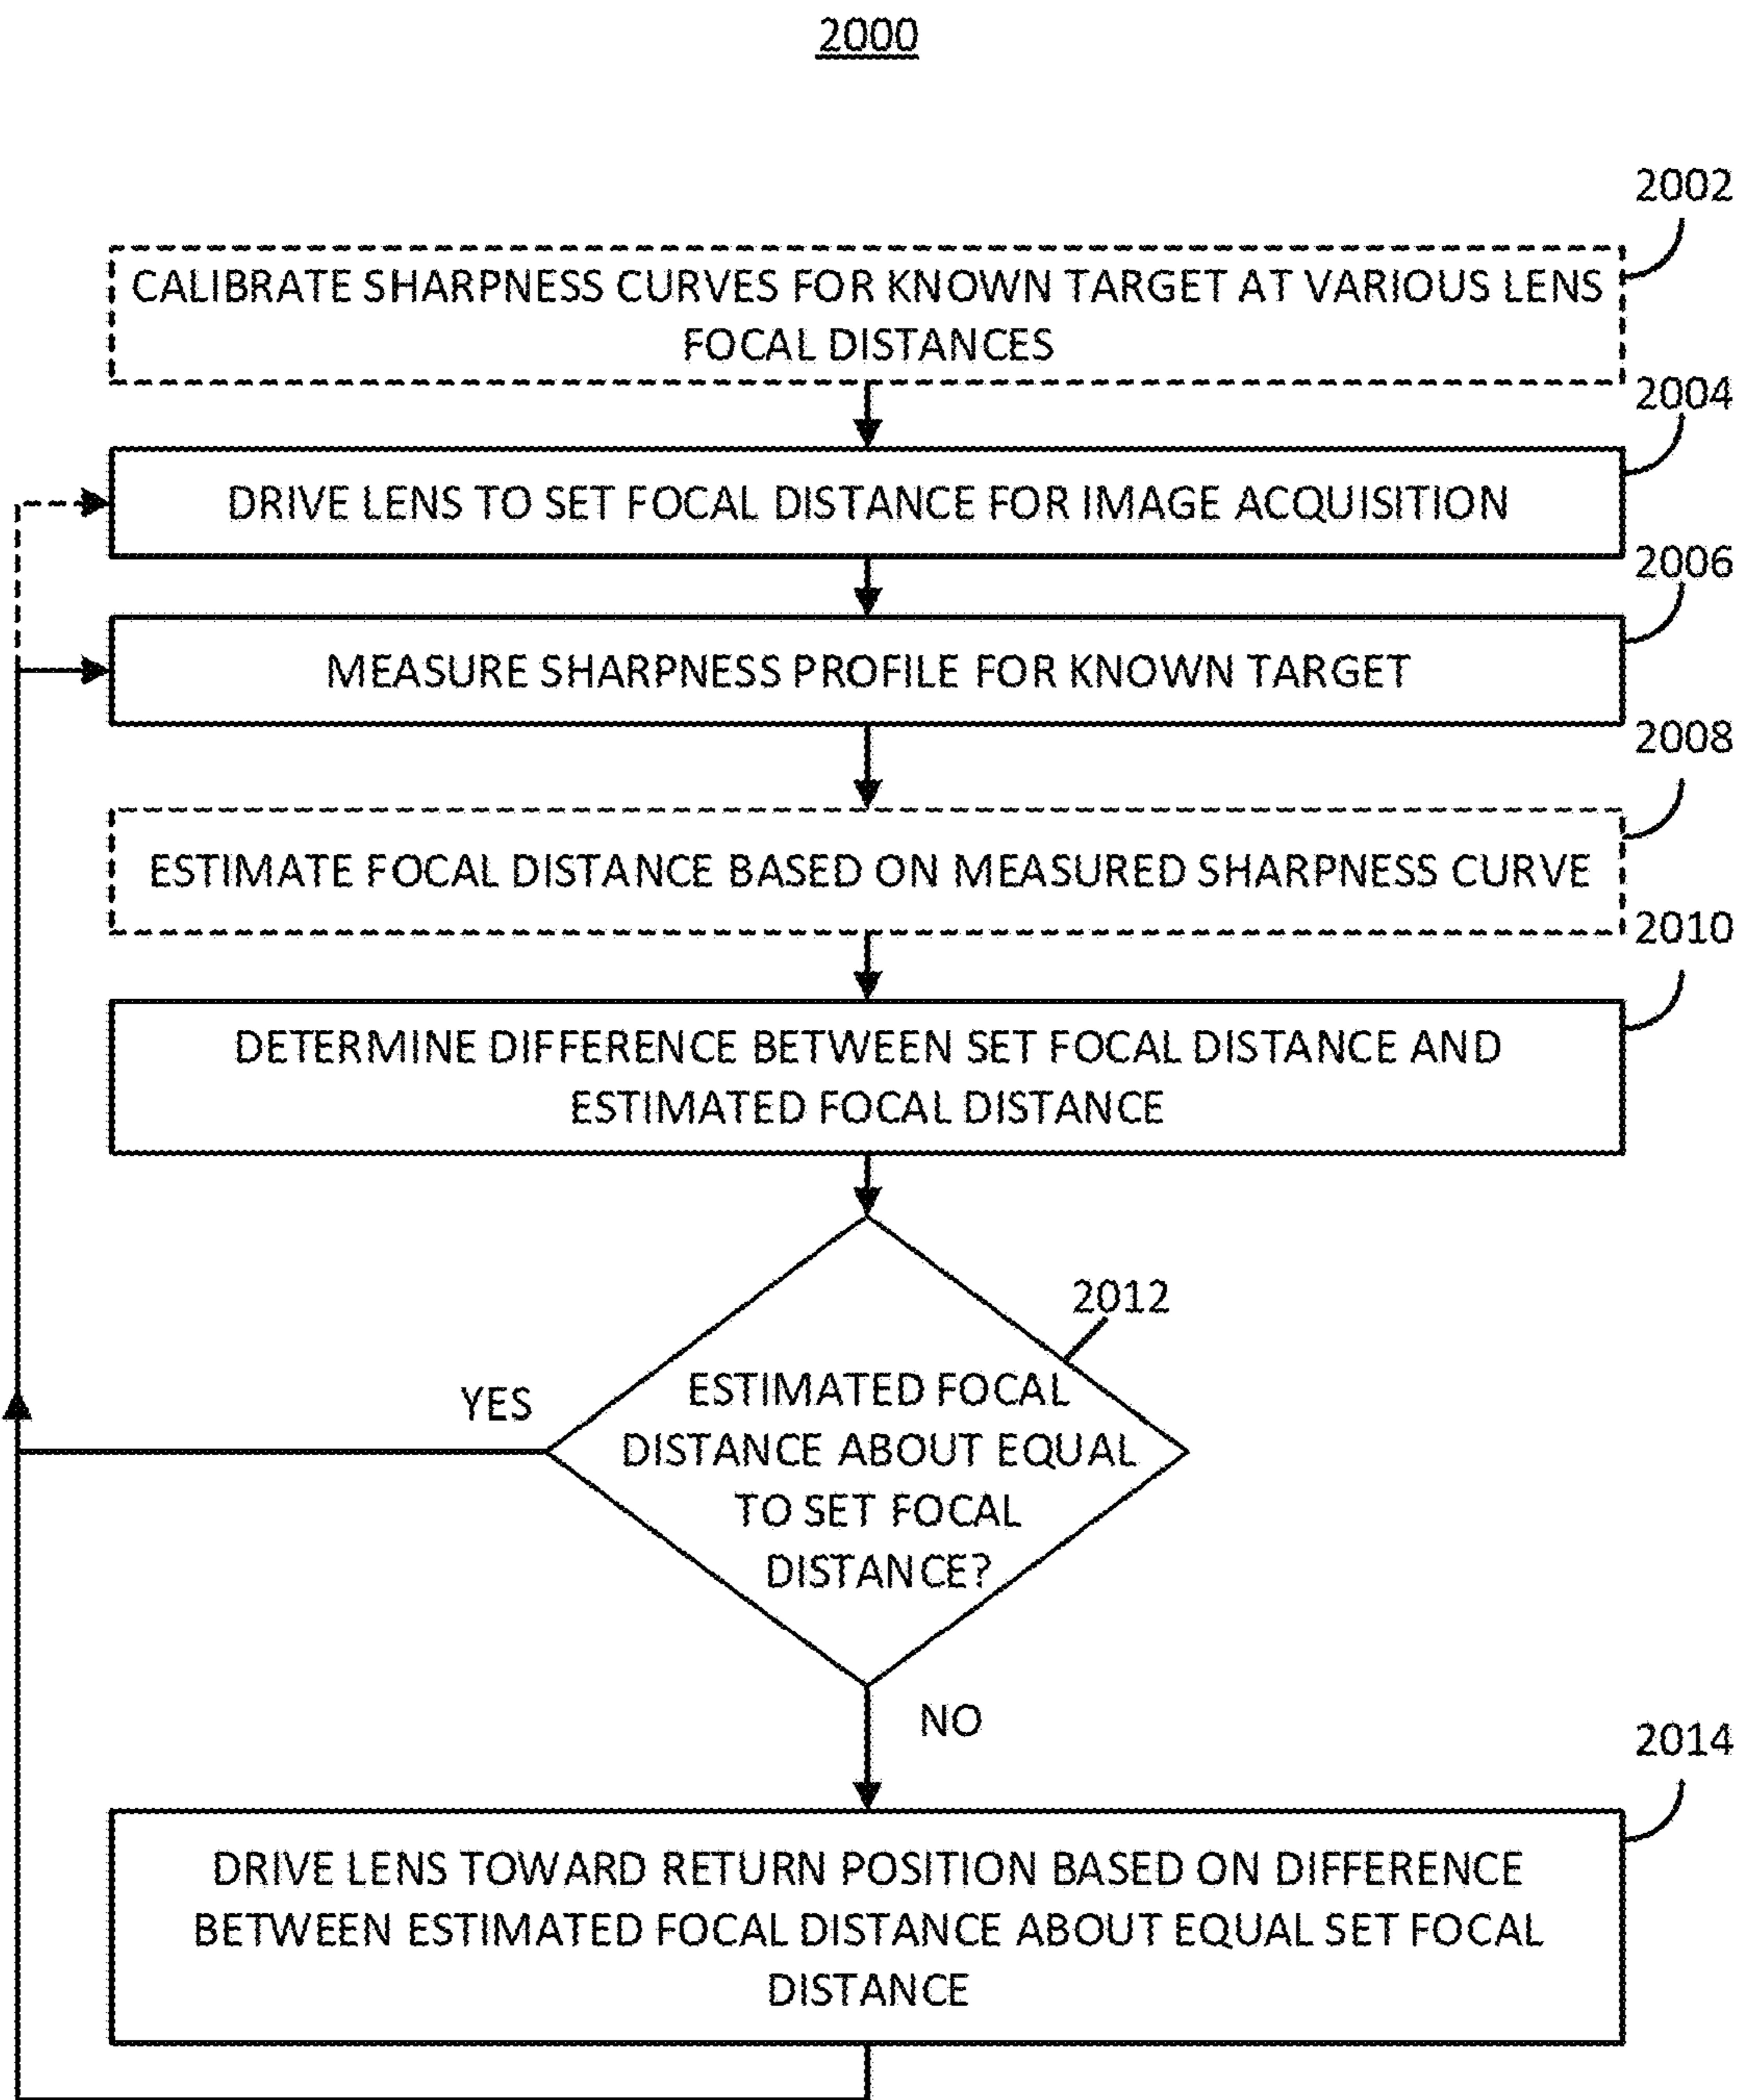 2000
2002
CALIBRATE SHARPNESS CURVES FOR KNOWN TARGET AT VARIOUS LENS
FOCAL DISTANCES
2004
DRIVE LENS TO SET FOCAL DISTANCE FOR IMAGE ACQUISITION
2006
MEASURE SHARPNESS PROFILE FOR KNOWN TARGET
2008
ESTIMATE FOCAL DISTANCE BASED ON MEASURED SHARPNESS CURVE
2010
DETERMINE DIFFERENCE BETWEEN SET FOCAL DISTANCE AND
ESTIMATED FOCAL DISTANCE
2012
YES
ESTIMATED FOCAL
DISTANCE ABOUT EQUAL
TO SET FOCAL
DISTANCE?
NO
2014
DRIVE LENS TOWARD RETURN POSITION BASED ON DIFFERENCE
BETWEEN ESTIMATED FOCAL DISTANCE ABOUT EQUAL SET FOCAL
DISTANCE